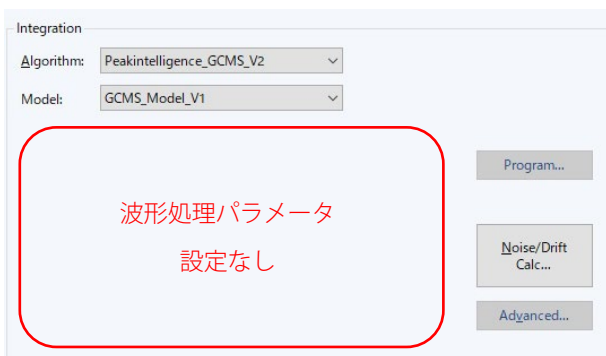 Integration
Algorithm: Peakintelligence_GCMS_V2
Model: GCMS_Model_V1
波形処理パラメータ
設定なし
Program...
Noise/Drift
Calc...
Advanced...